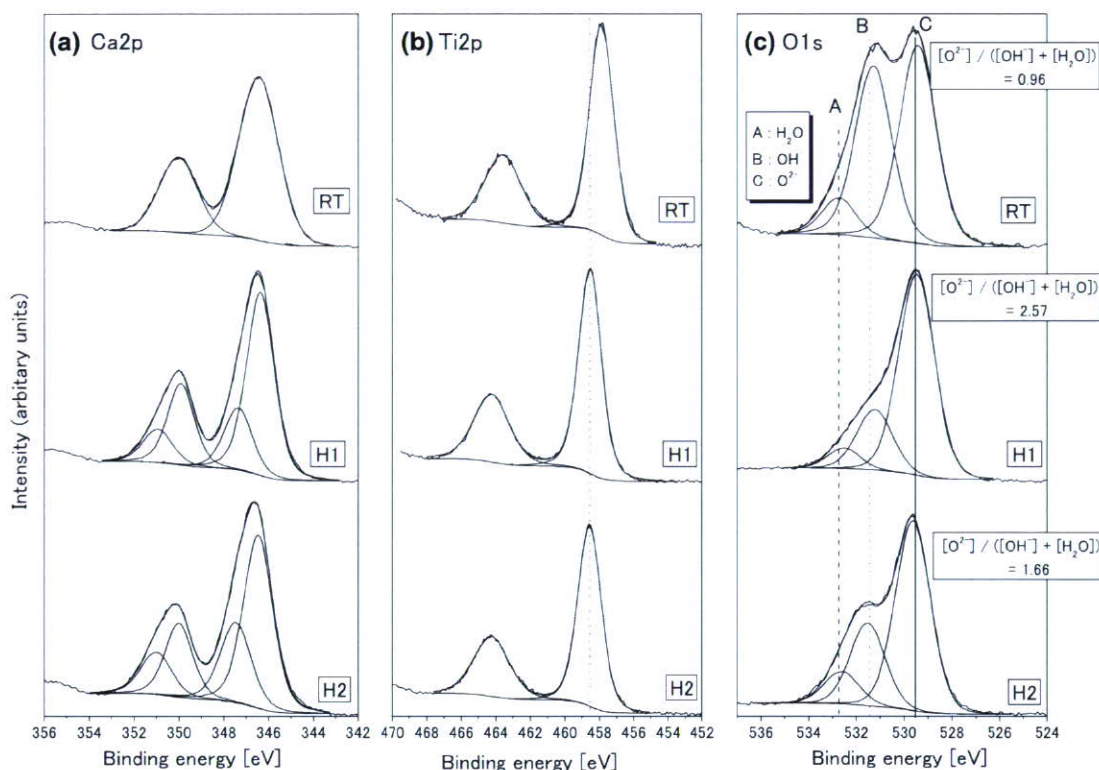 (a) Ca2p
RT
H1
H2
Intensity (arbitary units)
356 354 352 350 348 346 344 342
Binding energy [eV]
(b) Ti2p
RT
H1
H2
470 468 466 464 462 460 458 456 454 452
Binding energy [eV]
(c) O1s
A
B
C
A : H₂O
B : OH
C : O²⁻
[O²⁻] / ([OH⁻] + [H₂O])
= 0.96
RT
[O²⁻] / ([OH⁻] + [H₂O])
= 2.57
H1
[O²⁻] / ([OH⁻] + [H₂O])
= 1.66
H2
536 534 532 530 528 526 524
Binding energy [eV]